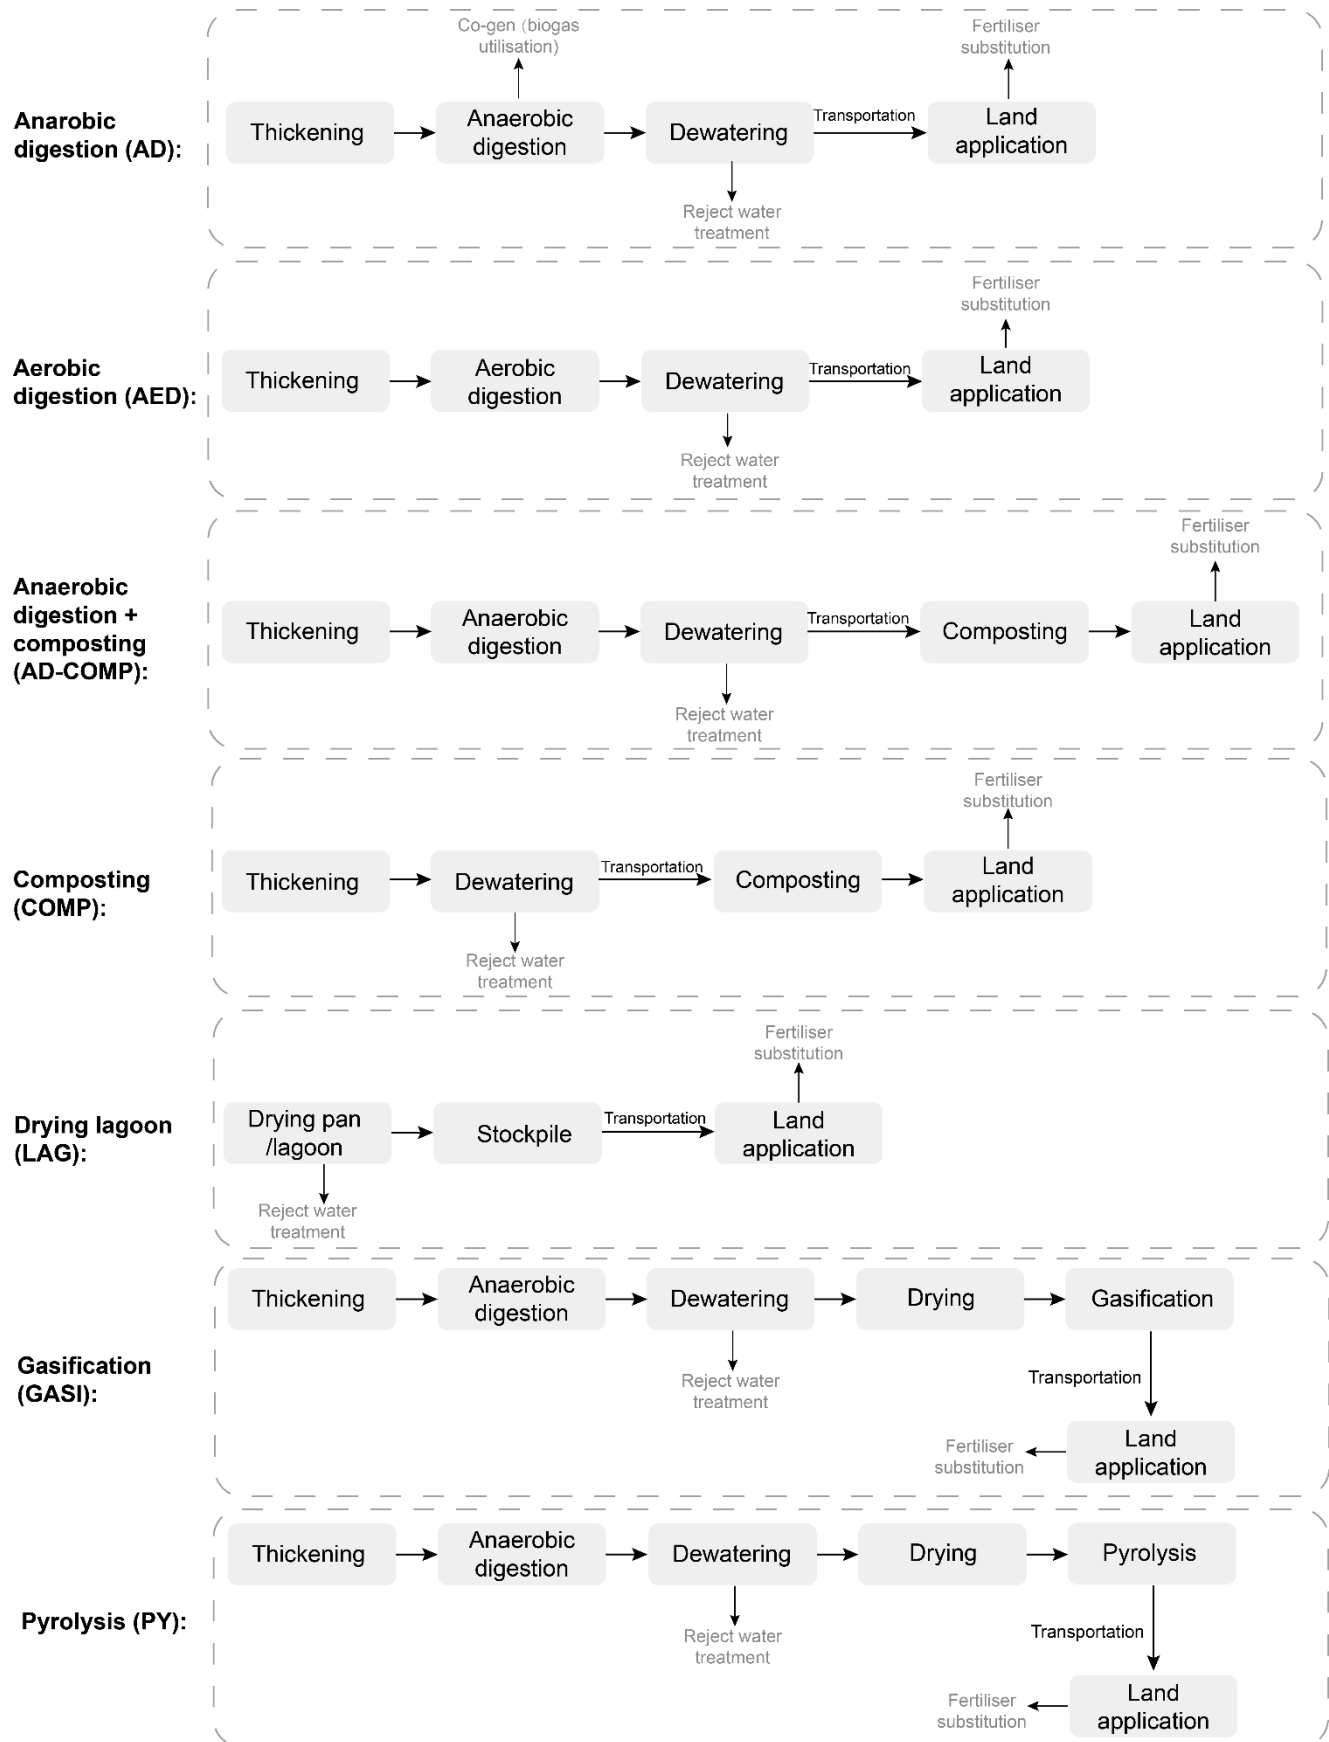 Co-gen (biogas
utilisation)
Fertiliser
substitution
Anarobic
digestion (AD):
Thickening
Anaerobic
digestion
Dewatering
Transportation
Land
application
Reject water
treatment
Fertiliser
substitution
Aerobic
digestion (AED):
Thickening
Aerobic
digestion
Dewatering
Transportation
Land
application
Reject water
treatment
Fertiliser
substitution
Anaerobic
digestion +
composting
(AD-COMP):
Thickening
Anaerobic
digestion
Dewatering
Transportation
Composting
Land
application
Reject water
treatment
Fertiliser
substitution
Composting
(COMP):
Thickening
Dewatering
Transportation
Composting
Land
application
Reject water
treatment
Fertiliser
substitution
Drying lagoon
(LAG):
Drying pan
/lagoon
Stockpile
Transportation
Land
application
Reject water
treatment
Gasification
(GASI):
Thickening
Anaerobic
digestion
Dewatering
Drying
Gasification
Reject water
treatment
Transportation
Land
application
Fertiliser
substitution
Pyrolysis (PY):
Thickening
Anaerobic
digestion
Dewatering
Drying
Pyrolysis
Reject water
treatment
Transportation
Land
application
Fertiliser
substitution